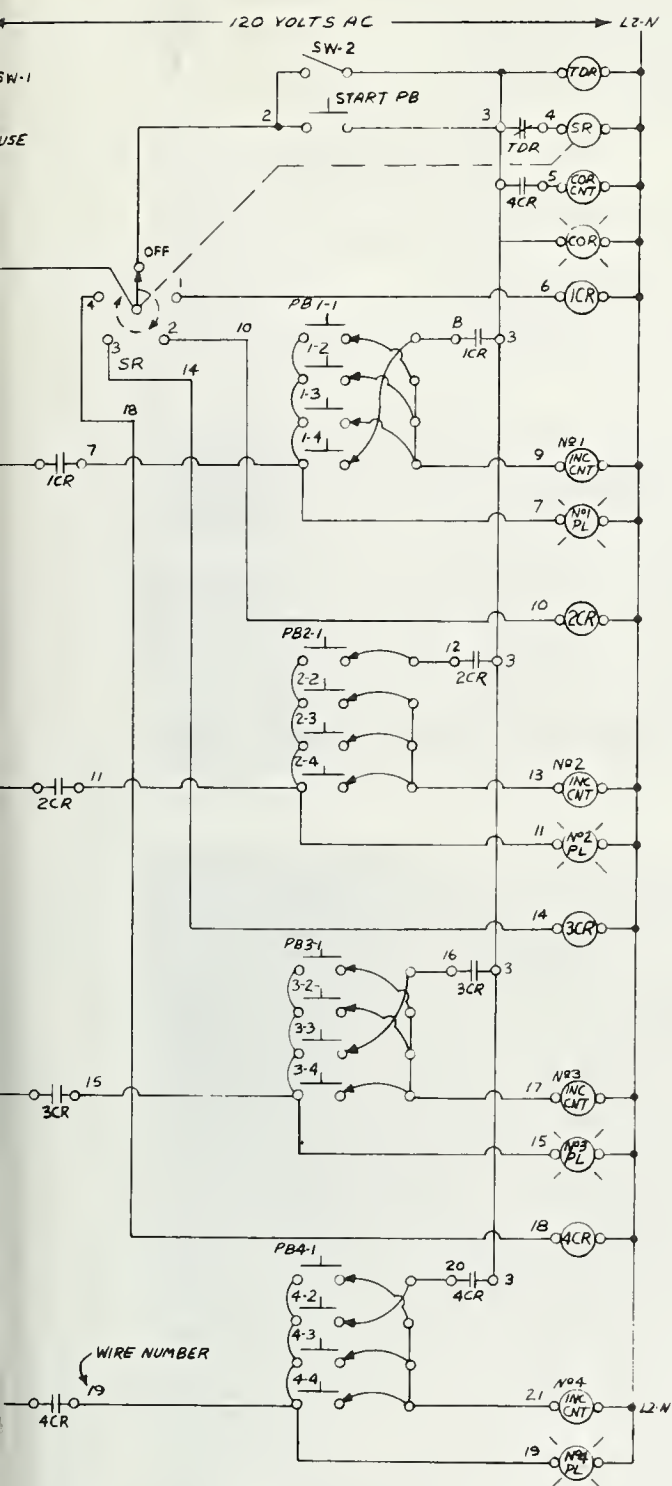 120 VOLTS AC
L2-N
SW-2
SW-1
TDR
START PB
2
3
4
SR
USE
TDR
5
COR CNT
4CR
OFF
COR
4
1
6
1CR
3
2
10
PB 1-1
SR
1-2
8
1CR
3
14
1-3
18
1-4
7
1CR
9
Nº1
INC CNT
7
Nº1 PL
10
2CR
PB2-1
12
3
2-2
2CR
2-3
2-4
11
2CR
13
Nº2
INC CNT
11
Nº2 PL
14
3CR
PB3-1
16
3
3-2
3CR
3-3
3-4
15
3CR
17
Nº3
INC CNT
15
Nº3 PL
18
4CR
PB4-1
20
3
4-2
4CR
4-3
WIRE NUMBER
4-4
19
4CR
21
Nº4
INC CNT
L2-N
19
Nº4 PL